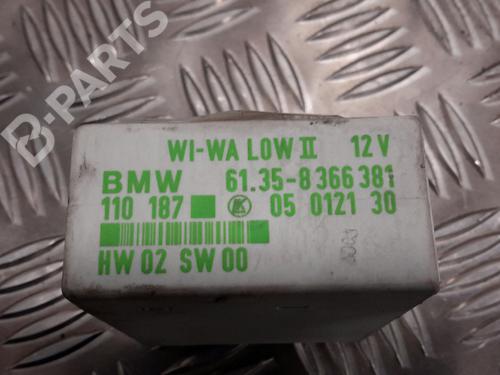 B-PARTS
WI-WA LOW II 12V
BMW 61.35-8 366 381
110 187 05 0121 30
HW 02 SW 00